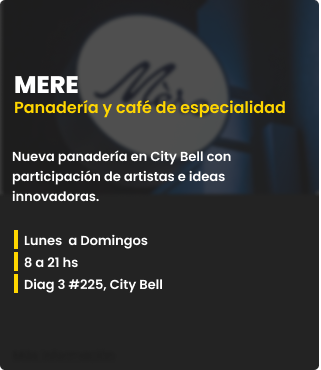 MERE
Panadería y café de especialidad
Nueva panadería en City Bell con
participación de artistas e ideas
innovadoras.
Lunes a Domingos
8 a 21 hs
Diag 3 #225, City Bell